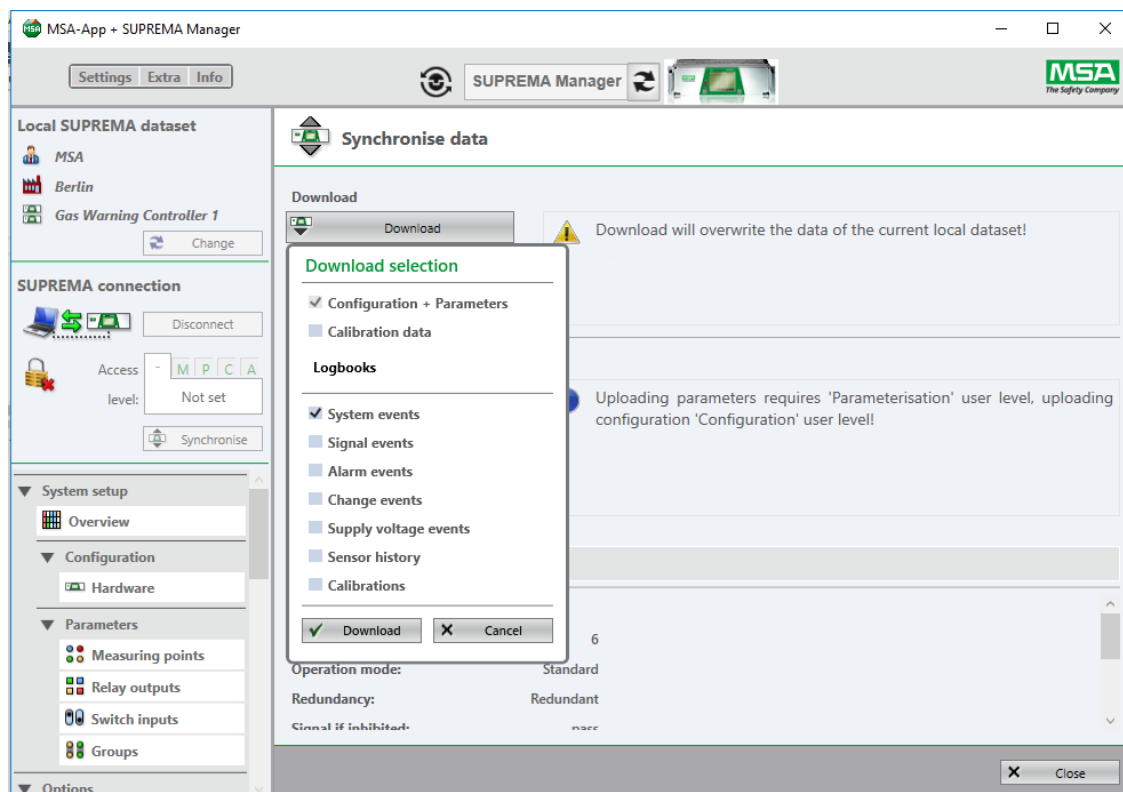 MSA-App + SUPREMA Manager
Settings Extra Info
SUPREMA Manager
MSA
The Safety Company
Local SUPREMA dataset
MSA
Berlin
Gas Warning Controller 1
Change
SUPREMA connection
Disconnect
Access level:
- M P C A
Not set
Synchronise
System setup
Overview
Configuration
Hardware
Parameters
Measuring points
Relay outputs
Switch inputs
Groups
Options
Synchronise data
Download
Download
Download will overwrite the data of the current local dataset!
Download selection
Configuration + Parameters
Calibration data
Logbooks
System events
Signal events
Alarm events
Change events
Supply voltage events
Sensor history
Calibrations
Download
Cancel
Uploading parameters requires 'Parameterisation' user level, uploading
configuration 'Configuration' user level!
6
Operation mode: Standard
Redundancy: Redundant
Signal if inhibited: pass
Close